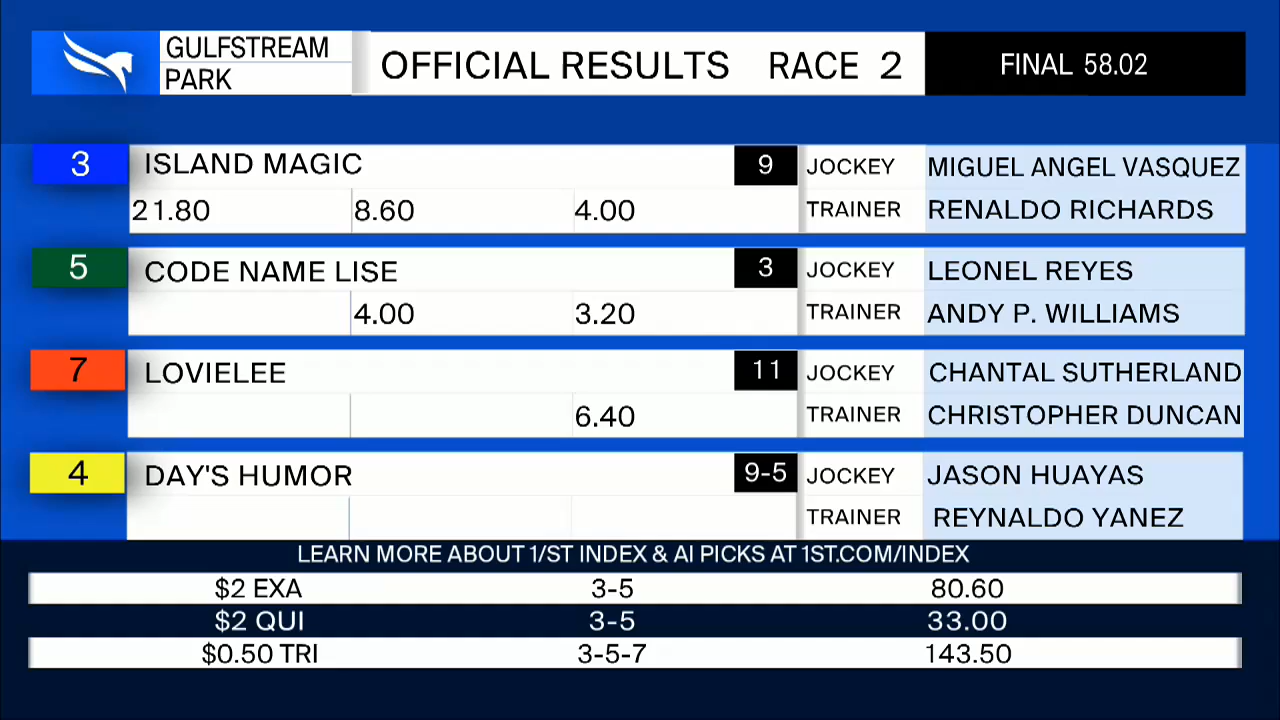 GULFSTREAM PARK OFFICIAL RESULTS RACE 2 FINAL 58.02
3 ISLAND MAGIC 9 JOCKEY MIGUEL ANGEL VASQUEZ
21.80 8.60 4.00 TRAINER RENALDO RICHARDS
5 CODE NAME LISE 3 JOCKEY LEONEL REYES
4.00 3.20 TRAINER ANDY P. WILLIAMS
7 LOVIELEE 11 JOCKEY CHANTAL SUTHERLAND
6.40 TRAINER CHRISTOPHER DUNCAN
4 DAY'S HUMOR 9-5 JOCKEY JASON HUAYAS
TRAINER REYNALDO YANEZ
LEARN MORE ABOUT 1/ST INDEX & AI PICKS AT 1ST.COM/INDEX
$2 EXA 3-5 80.60
$2 QUI 3-5 33.00
$0.50 TRI 3-5-7 143.50